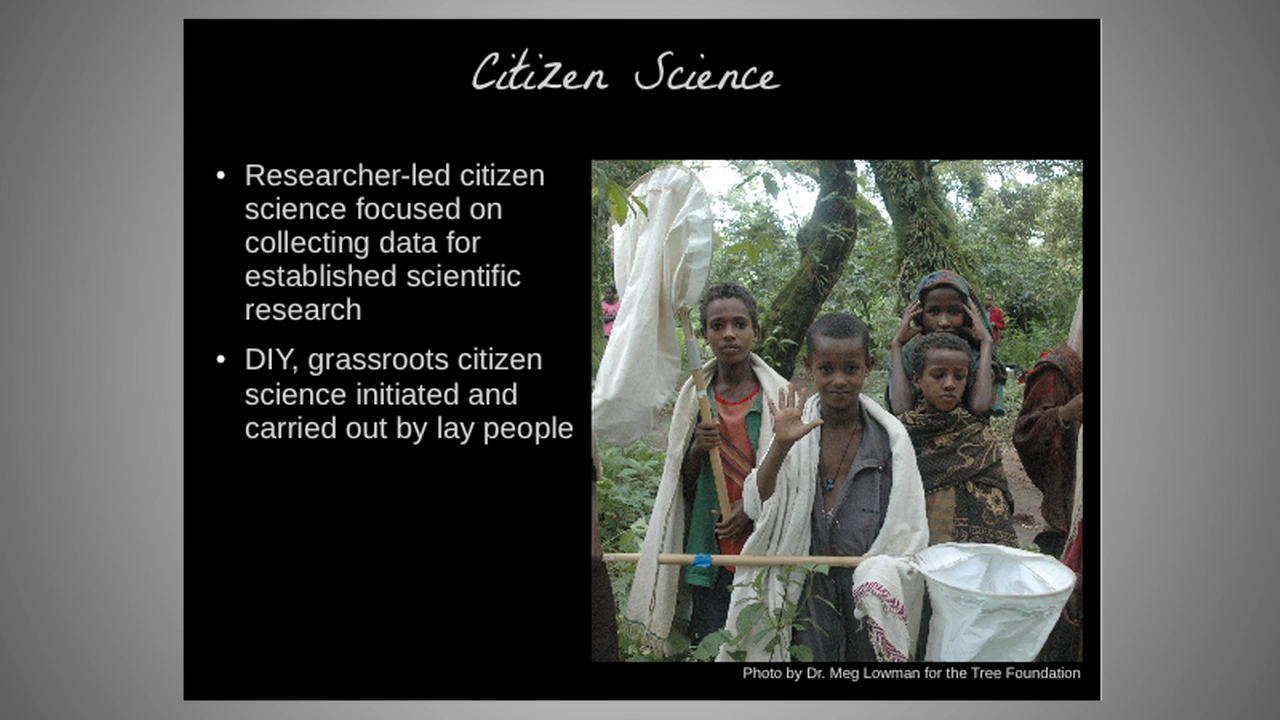 Citizen Science
• Researcher-led citizen
science focused on
collecting data for
established scientific
research
• DIY, grassroots citizen
science initiated and
carried out by lay people
Photo by Dr. Meg Lowman for the Tree Foundation